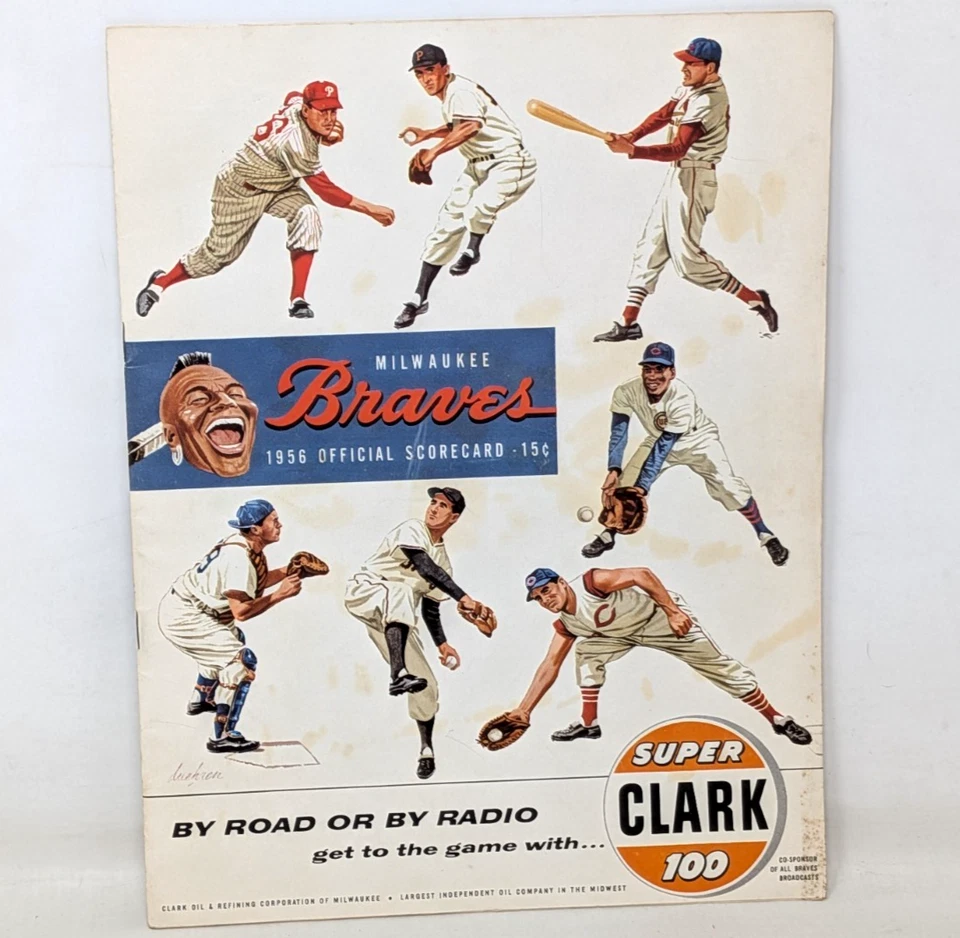 P
P
MILWAUKEE
Braves
1956 OFFICIAL SCORECARD - 15¢
C
BY ROAD OR BY RADIO
get to the game with...
SUPER
CLARK
100
CO-SPONSOR
OF ALL BRAVES
BROADCASTS
CLARK OIL & REFINING CORPORATION OF MILWAUKEE • LARGEST INDEPENDENT OIL COMPANY IN THE MIDWEST